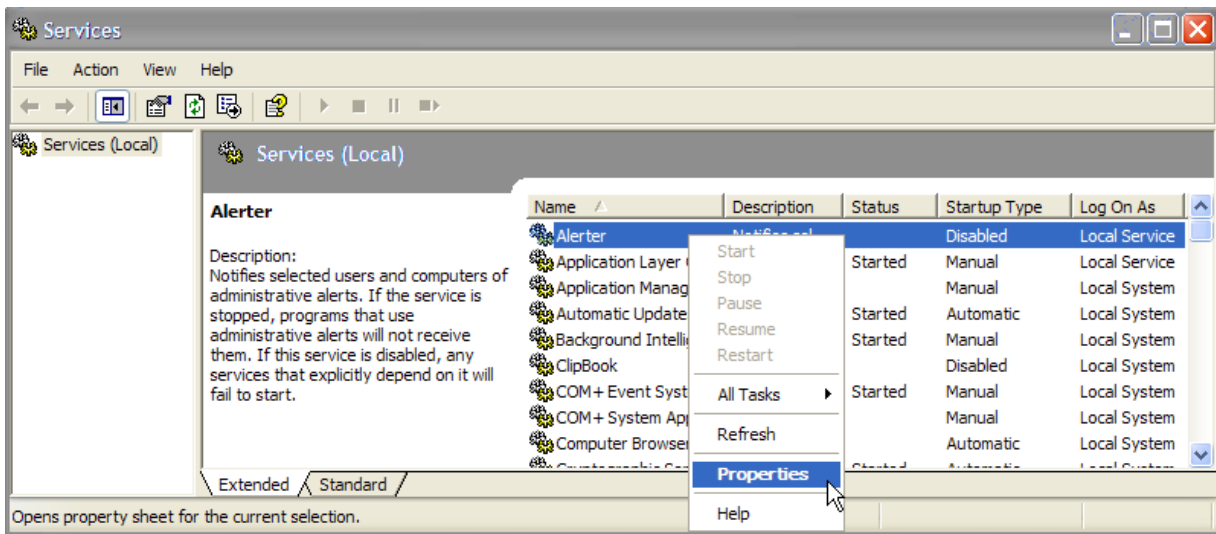 Services
File Action View Help
Services (Local)
Services (Local)
Alerter
Description:
Notifies selected users and computers of
administrative alerts. If the service is
stopped, programs that use
administrative alerts will not receive
them. If this service is disabled, any
services that explicitly depend on it will
fail to start.
Name Description Status Startup Type Log On As
Alerter Disabled Local Service
Application Layer Started Manual Local Service
Application Manag Manual Local System
Automatic Update Started Automatic Local System
Background Intelli Started Manual Local System
ClipBook Disabled Local System
COM+ Event Syst Started Manual Local System
COM+ System App Manual Local System
Computer Browser Automatic Local System
Start
Stop
Pause
Resume
Restart
All Tasks
Refresh
Properties
Help
Extended Standard
Opens property sheet for the current selection.